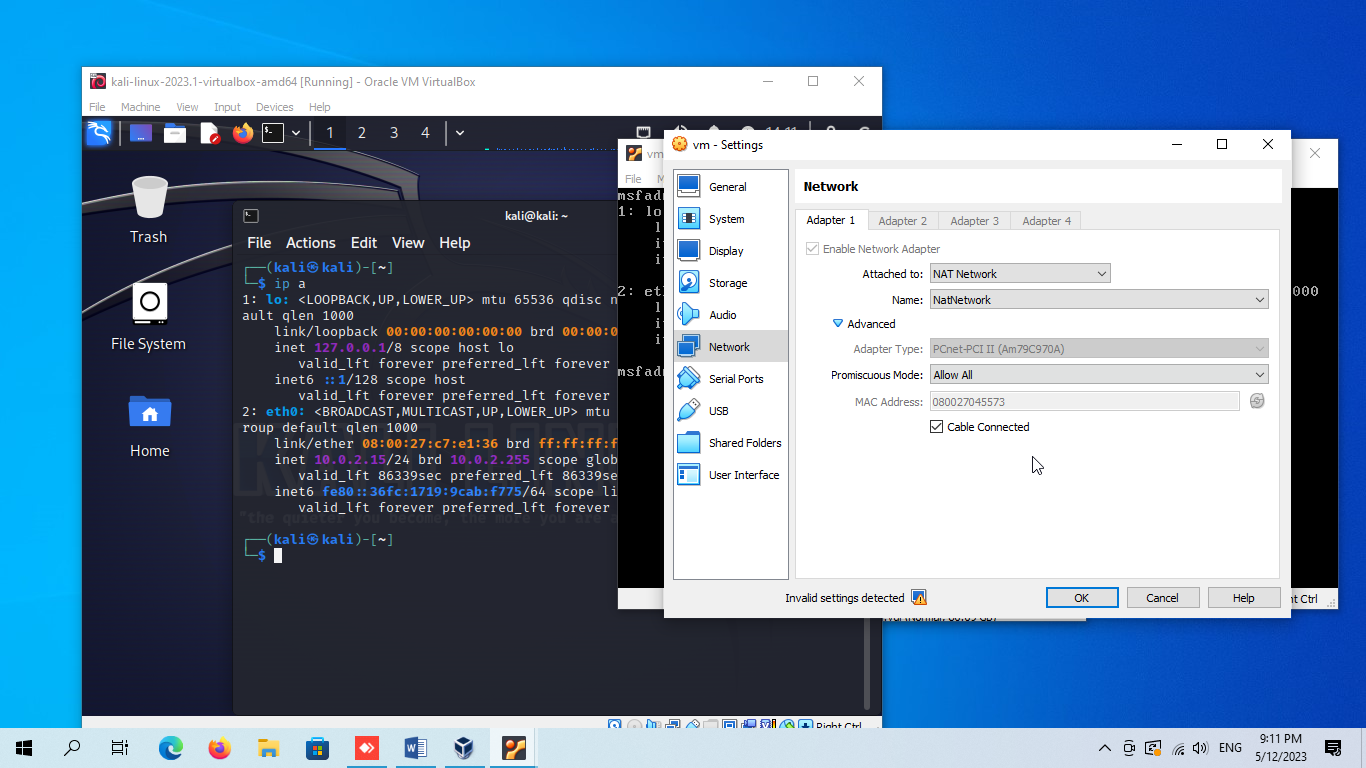 kali-linux-2023.1-virtualbox-amd64 [Running] - Oracle VM VirtualBox
File Machine View Input Devices Help
1 2 3 4
Trash
File System
Home
kali@kali: ~
File Actions Edit View Help
┌──(kali㉿kali)-[~]
└─$ ip a
1: lo: <LOOPBACK,UP,LOWER_UP> mtu 65536 qdisc n
ault qlen 1000
link/loopback 00:00:00:00:00:00 brd 00:00:0
inet 127.0.0.1/8 scope host lo
valid_lft forever preferred_lft forever
inet6 ::1/128 scope host
valid_lft forever preferred_lft forever
2: eth0: <BROADCAST,MULTICAST,UP,LOWER_UP> mtu
roup default qlen 1000
link/ether 08:00:27:c7:e1:36 brd ff:ff:ff:f
inet 10.0.2.15/24 brd 10.0.2.255 scope glob
valid_lft 86339sec preferred_lft 86339se
inet6 fe80::36fc:1719:9cab:f775/64 scope li
valid_lft forever preferred_lft forever
"the quieter you become, the more you are a
┌──(kali㉿kali)-[~]
└─$
Right Ctrl
vm
File M
msfadm
1: lo
l
i
i
2: et
000
l
i
i
msfadm
ht Ctrl
vm - Settings
General
System
Display
Storage
Audio
Network
Serial Ports
USB
Shared Folders
User Interface
Network
Adapter 1 Adapter 2 Adapter 3 Adapter 4
Enable Network Adapter
Attached to: NAT Network
Name: NatNetwork
Advanced
Adapter Type: PCnet-PCI II (Am79C970A)
Promiscuous Mode: Allow All
MAC Address: 080027045573
Cable Connected
Invalid settings detected
OK Cancel Help
ENG
9:11 PM
5/12/2023